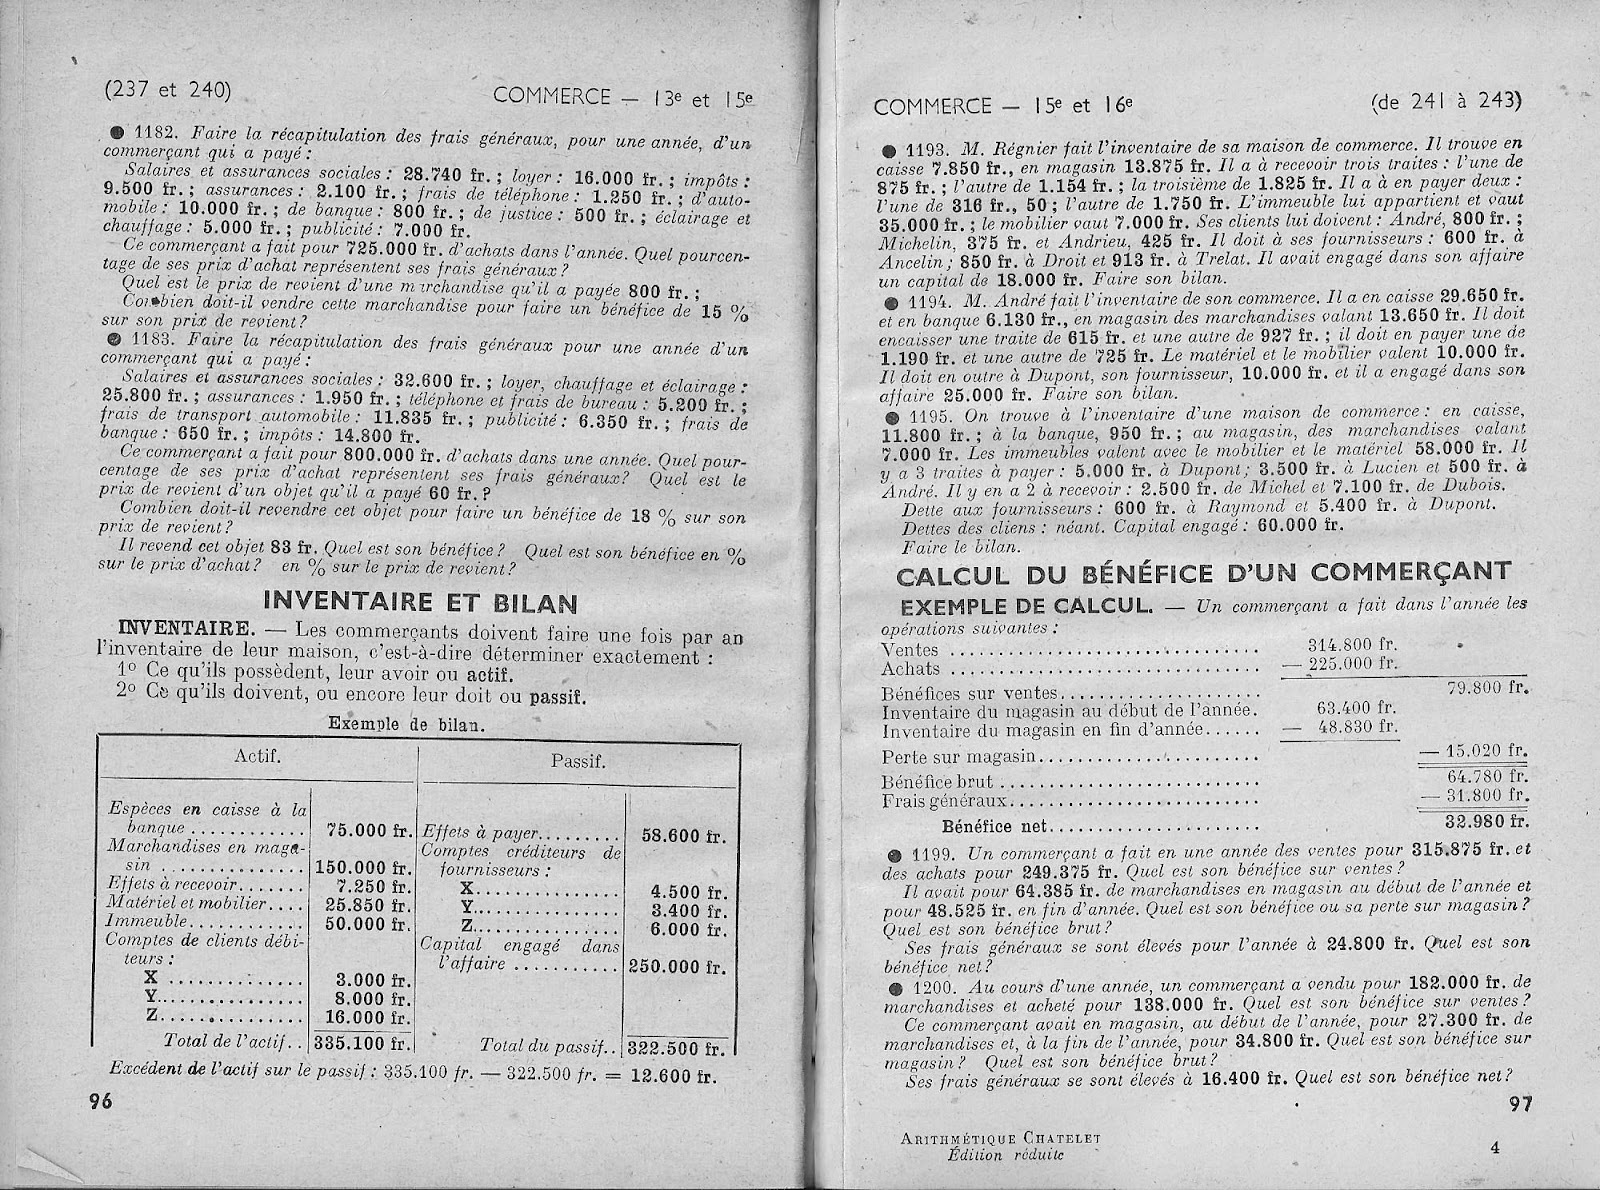 (237 et 240)
COMMERCE — 13e et 15e
● 1182. Faire la récapitulation des frais généraux, pour une année, d'un
commerçant qui a payé :
Salaires et assurances sociales : 28.740 fr. ; loyer : 16.000 fr. ; impôts :
9.500 fr. ; assurances : 2.100 fr. ; frais de téléphone : 1.250 fr. ; d'auto-
mobile : 10.000 fr. ; de banque : 800 fr. ; de justice : 500 fr. ; éclairage et
chauffage : 5.000 fr. ; publicité : 7.000 fr.
Ce commerçant a fait pour 725.000 fr. d'achats dans l'année. Quel pourcen-
tage de ses prix d'achat représentent ses frais généraux ?
Quel est le prix de revient d'une marchandise qu'il a payée 800 fr. ;
Combien doit-il vendre cette marchandise pour faire un bénéfice de 15 %
sur son prix de revient ?
● 1183. Faire la récapitulation des frais généraux pour une année d'un
commerçant qui a payé :
Salaires et assurances sociales : 32.600 fr. ; loyer, chauffage et éclairage :
25.800 fr. ; assurances : 1.950 fr. ; téléphone et frais de bureau : 5.200 fr. ;
frais de transport automobile : 11.835 fr. ; publicité : 6.350 fr. ; frais de
banque : 650 fr. ; impôts : 14.800 fr.
Ce commerçant a fait pour 800.000 fr. d'achats dans une année. Quel pour-
centage de ses prix d'achat représentent ses frais généraux ? Quel est le
prix de revient d'un objet qu'il a payé 60 fr. ?
Combien doit-il revendre cet objet pour faire un bénéfice de 18 % sur son
prix de revient ?
Il revend cet objet 83 fr. Quel est son bénéfice ? Quel est son bénéfice en %
sur le prix d'achat ? en % sur le prix de revient ?
INVENTAIRE ET BILAN
INVENTAIRE. — Les commerçants doivent faire une fois par an
l'inventaire de leur maison, c'est-à-dire déterminer exactement :
1º Ce qu'ils possèdent, leur avoir ou actif.
2º Ce qu'ils doivent, ou encore leur doit ou passif.
Exemple de bilan.
Actif. Passif.
Espèces en caisse à la
banque ............ 75.000 fr. Effets à payer......... 58.600 fr.
Marchandises en maga- Comptes créditeurs de
sin ............... 150.000 fr. fournisseurs :
Effets à recevoir....... 7.250 fr. X............... 4.500 fr.
Matériel et mobilier.... 25.850 fr. Y............... 3.400 fr.
Immeuble............ 50.000 fr. Z............... 6.000 fr.
Comptes de clients débi- Capital engagé dans
teurs : l'affaire ........... 250.000 fr.
X ............... 3.000 fr.
Y............... 8.000 fr.
Z............... 16.000 fr.
Total de l'actif.. 335.100 fr. Total du passif.. 322.500 fr.
Excédent de l'actif sur le passif : 335.100 fr. — 322.500 fr. = 12.600 fr.
96
COMMERCE — 15e et 16e
(de 241 à 243)
● 1193. M. Régnier fait l'inventaire de sa maison de commerce. Il trouve en
caisse 7.850 fr., en magasin 13.875 fr. Il a à recevoir trois traites : l'une de
875 fr. ; l'autre de 1.154 fr. ; la troisième de 1.825 fr. Il a à en payer deux :
l'une de 316 fr., 50 ; l'autre de 1.750 fr. L'immeuble lui appartient et vaut
35.000 fr. ; le mobilier vaut 7.000 fr. Ses clients lui doivent : André, 800 fr. ;
Michelin, 375 fr. et Andrieu, 425 fr. Il doit à ses fournisseurs : 600 fr. à
Ancelin ; 850 fr. à Droit et 913 fr. à Trelat. Il avait engagé dans son affaire
un capital de 18.000 fr. Faire son bilan.
● 1194. M. André fait l'inventaire de son commerce. Il a en caisse 29.650 fr.
et en banque 6.130 fr., en magasin des marchandises valant 13.650 fr. Il doit
encaisser une traite de 615 fr. et une autre de 927 fr. ; il doit en payer une de
1.190 fr. et une autre de 725 fr. Le matériel et le mobilier valent 10.000 fr.
Il doit en outre à Dupont, son fournisseur, 10.000 fr. et il a engagé dans son
affaire 25.000 fr. Faire son bilan.
● 1195. On trouve à l'inventaire d'une maison de commerce : en caisse,
11.800 fr. ; à la banque, 950 fr. ; au magasin, des marchandises valant
7.000 fr. Les immeubles valent avec le mobilier et le matériel 58.000 fr. Il
y a 3 traites à payer : 5.000 fr. à Dupont ; 3.500 fr. à Lucien et 500 fr. à
André. Il y en a 2 à recevoir : 2.500 fr. de Michel et 7.100 fr. de Dubois.
Dette aux fournisseurs : 600 fr. à Raymond et 5.400 fr. à Dupont.
Dettes des cliens : néant. Capital engagé : 60.000 fr.
Faire le bilan.
CALCUL DU BÉNÉFICE D'UN COMMERÇANT
EXEMPLE DE CALCUL. — Un commerçant a fait dans l'année les
opérations suivantes :
Ventes ................................ 314.800 fr.
Achats ................................ — 225.000 fr.
Bénéfices sur ventes..................... 79.800 fr.
Inventaire du magasin au début de l'année. 63.400 fr.
Inventaire du magasin en fin d'année...... — 48.830 fr.
Perte sur magasin....................... — 15.020 fr.
Bénéfice brut ........................... 64.780 fr.
Frais généraux.......................... — 31.800 fr.
Bénéfice net...................... 32.980 fr.
● 1199. Un commerçant a fait en une année des ventes pour 315.875 fr. et
des achats pour 249.375 fr. Quel est son bénéfice sur ventes ?
Il avait pour 64.385 fr. de marchandises en magasin au début de l'année et
pour 48.525 fr. en fin d'année. Quel est son bénéfice ou sa perte sur magasin ?
Quel est son bénéfice brut ?
Ses frais généraux se sont élevés pour l'année à 24.800 fr. Quel est son
bénéfice net ?
● 1200. Au cours d'une année, un commerçant a vendu pour 182.000 fr. de
marchandises et acheté pour 138.000 fr. Quel est son bénéfice sur ventes ?
Ce commerçant avait en magasin, au début de l'année, pour 27.300 fr. de
marchandises et, à la fin de l'année, pour 34.800 fr. Quel est son bénéfice sur
magasin ? Quel est son bénéfice brut ?
Ses frais généraux se sont élevés à 16.400 fr. Quel est son bénéfice net ?
97
ARITHMÉTIQUE CHATELET
Édition réduite
4